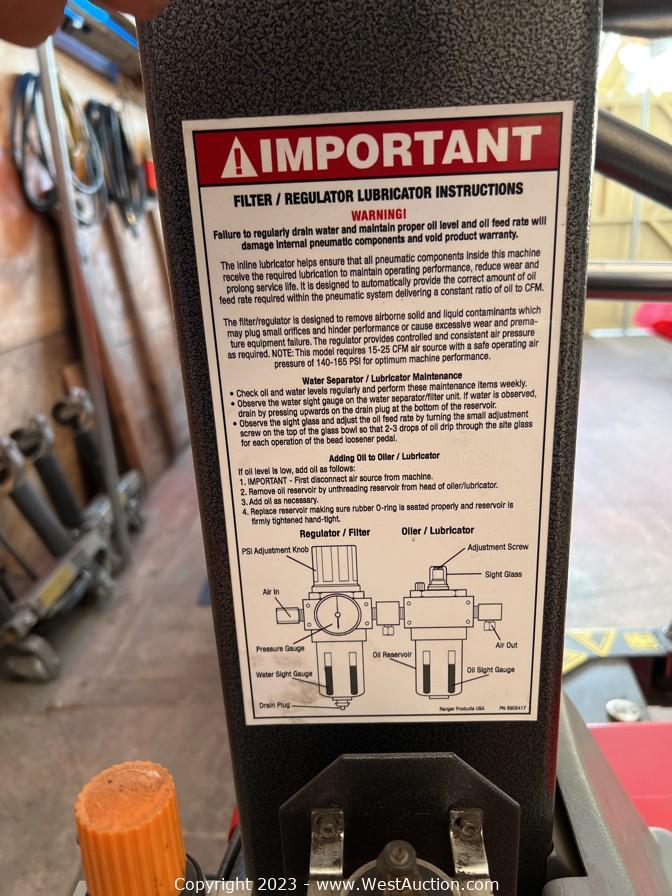 IMPORTANT
FILTER / REGULATOR LUBRICATOR INSTRUCTIONS
WARNING!
Failure to regularly drain water and maintain proper oil level and oil feed rate will
damage internal pneumatic components and void product warranty.
The inline lubricator helps ensure that all pneumatic components inside this machine
receive the required lubrication to maintain operating performance, reduce wear and
prolong service life. It is designed to automatically provide the correct amount of oil
feed rate required within the pneumatic system delivering a constant ratio of oil to CFM.
The filter/regulator is designed to remove airborne solid and liquid contaminants which
may plug small orifices and hinder performance or cause excessive wear and prema-
ture equipment failure. The regulator provides controlled and consistent air pressure
as required. NOTE: This model requires 15-25 CFM air source with a safe operating air
pressure of 140-165 PSI for optimum machine performance.
Water Separator / Lubricator Maintenance
• Check oil and water levels regularly and perform these maintenance items weekly.
• Observe the water sight gauge on the water separator/filter unit. If water is observed,
drain by pressing upwards on the drain plug at the bottom of the reservoir.
• Observe the sight glass and adjust the oil feed rate by turning the small adjustment
screw on the top of the glass bowl so that 2-3 drops of oil drip through the site glass
for each operation of the bead loosener pedal.
Adding Oil to Oiler / Lubricator
If oil level is low, add oil as follows:
1. IMPORTANT - First disconnect air source from machine.
2. Remove oil reservoir by unthreading reservoir from head of oiler/lubricator.
3. Add oil as necessary.
4. Replace reservoir making sure rubber O-ring is seated properly and reservoir is
firmly tightened hand-tight.
Regulator / Filter Oiler / Lubricator
PSI Adjustment Knob
Adjustment Screw
Sight Glass
Air In
Air Out
Pressure Gauge
Oil Reservoir
Water Sight Gauge
Oil Sight Gauge
Drain Plug
Ranger Products USA PN 5905417
Copyright 2023 - www.WestAuction.com